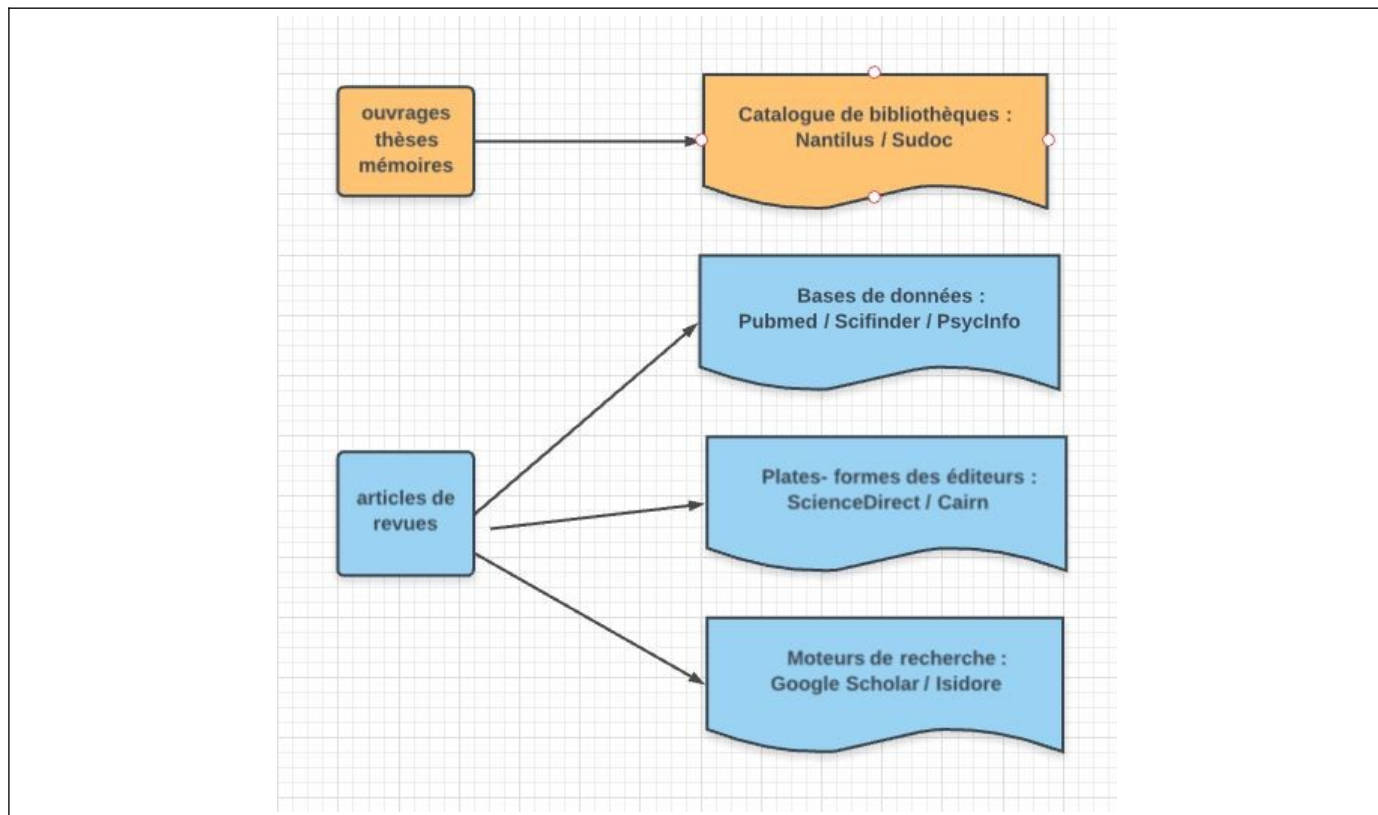 ouvrages
thèses
mémoires
Catalogue de bibliothèques :
Nantilus / Sudoc
Bases de données :
Pubmed / Scifinder / PsycInfo
articles de
revues
Plates- formes des éditeurs :
ScienceDirect / Cairn
Moteurs de recherche :
Google Scholar / Isidore